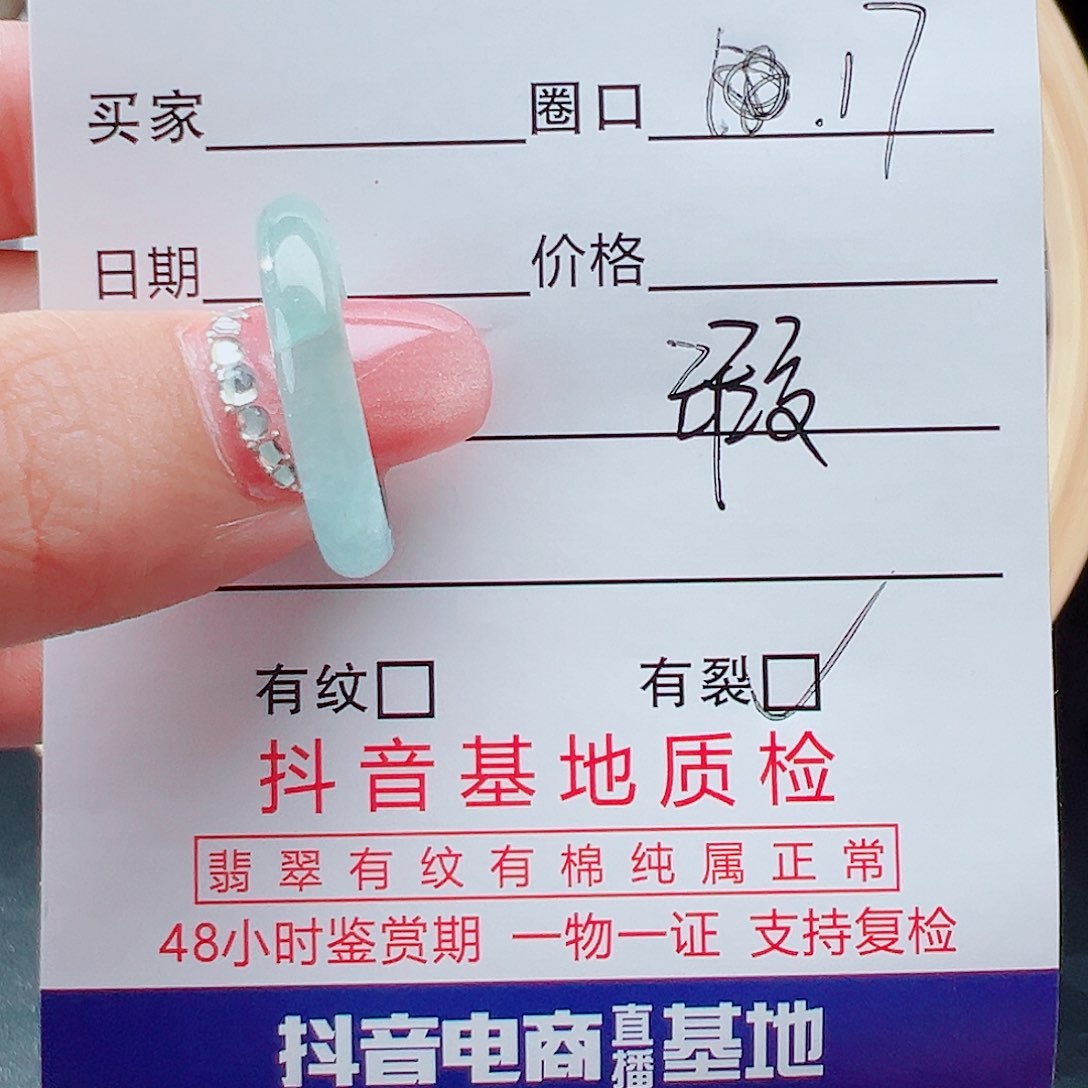 买家 圈口 .17
日期 价格
瑕
有纹□ 有裂□✓
抖音基地质检
翡翠有纹有棉纯属正常
48小时鉴赏期 一物一证 支持复检
抖音电商直播基地